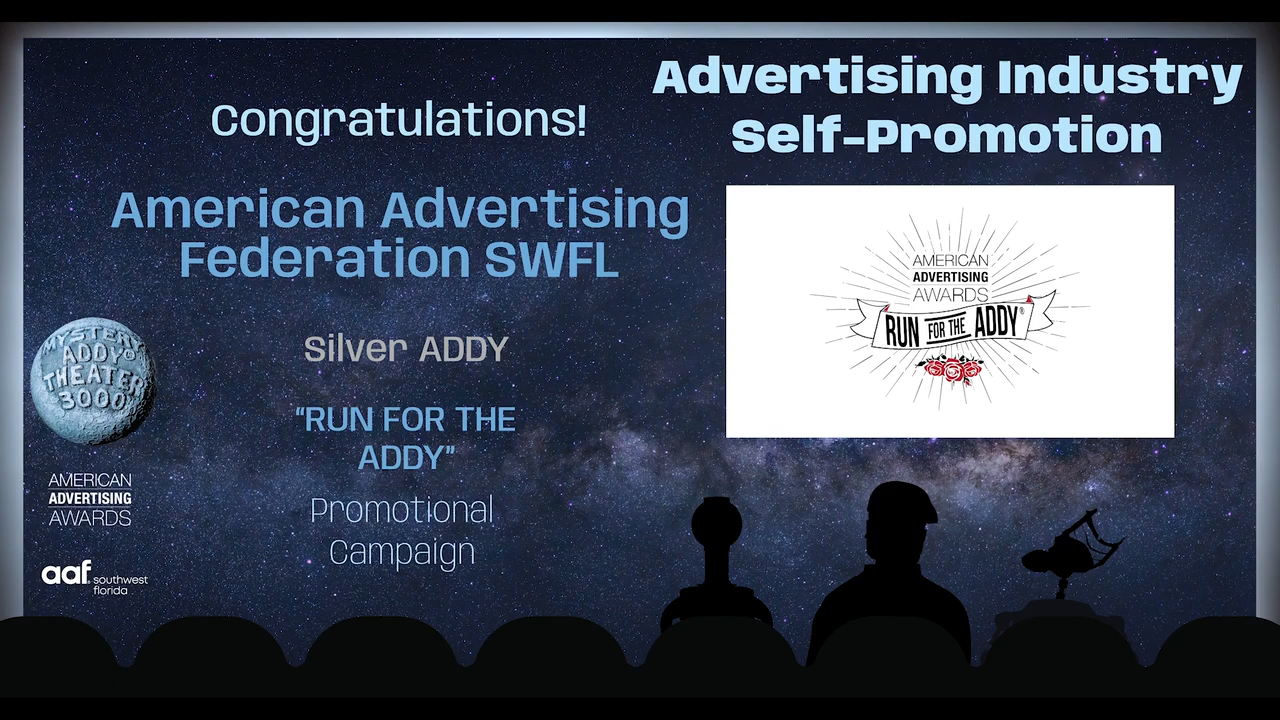 Advertising Industry
Self-Promotion
Congratulations!
American Advertising
Federation SWFL
Silver ADDY
“RUN FOR THE
ADDY”
Promotional
Campaign
AMERICAN
ADVERTISING
AWARDS
RUN FOR THE ADDY®
MYSTERY
ADDY®
THEATER
3000
AMERICAN
ADVERTISING
AWARDS
aaf southwest
florida